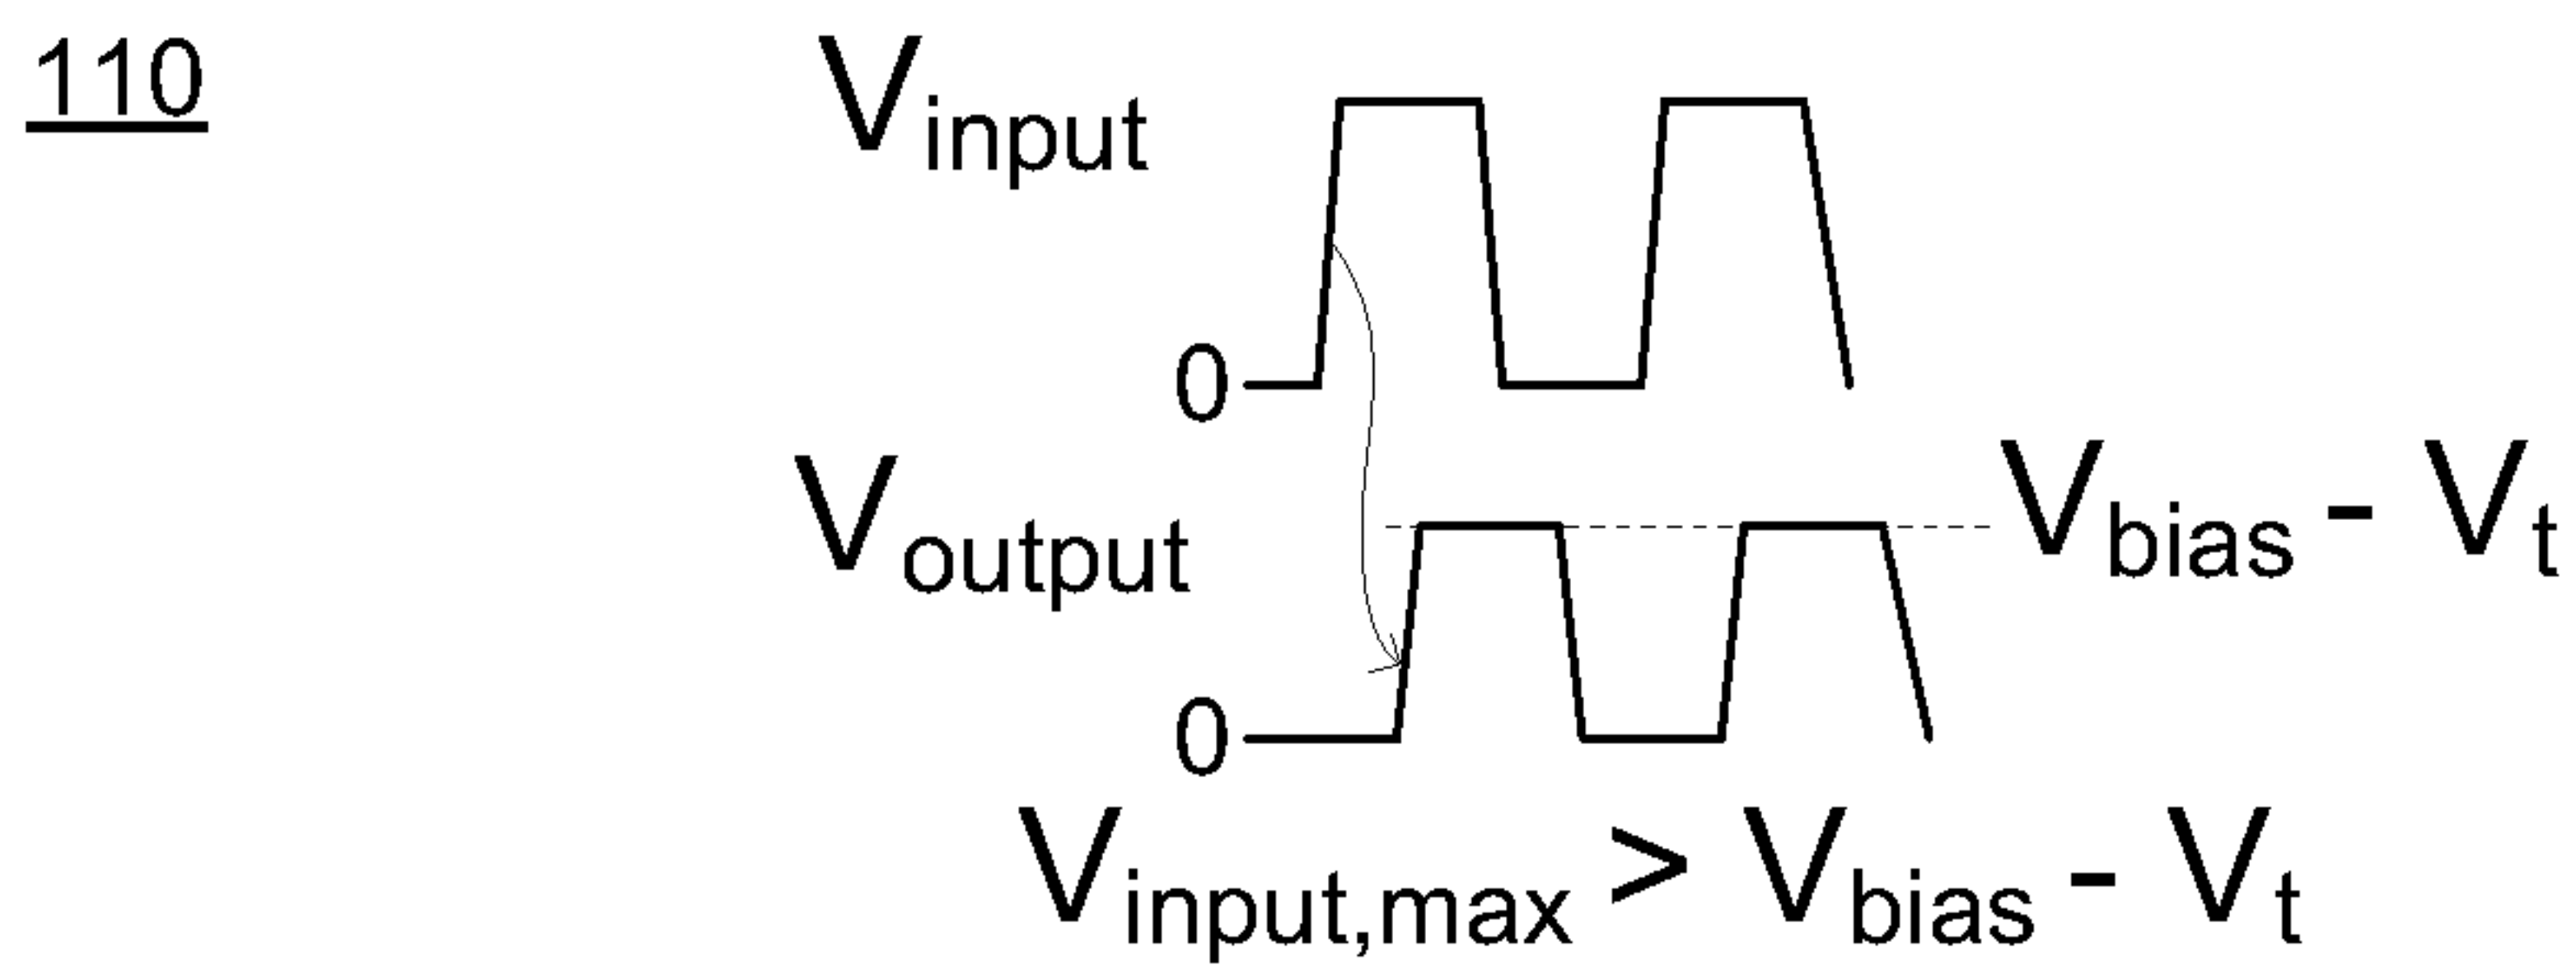 110
Vinput
0
Voutput
Vbias - Vt
0
Vinput,max > Vbias - Vt